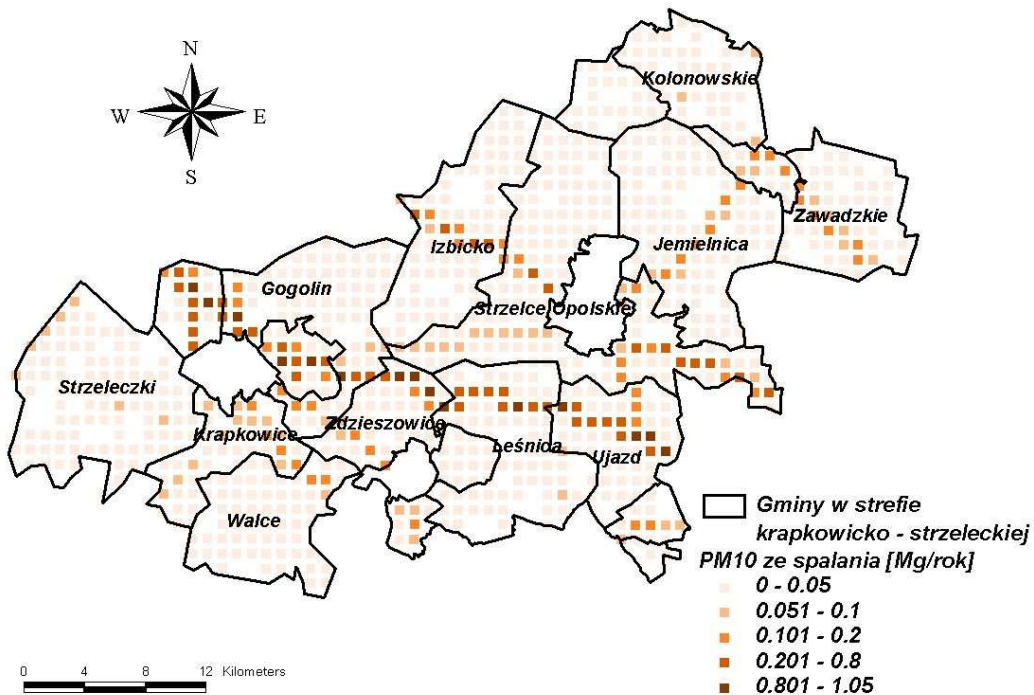 N
W
E
S
Kolonowskie
Zawadzkie
Izbicko
Jemielnica
Gogolin
Strzelce Opolskie
Strzeleczki
Krapkowice
Zdzieszowice
Leśnica
Ujazd
Walce
Gminy w strefie
krapkowicko - strzeleckiej
PM10 ze spalania [Mg/rok]
0 - 0.05
0.051 - 0.1
0.101 - 0.2
0.201 - 0.8
0.801 - 1.05
0 4 8 12 Kilometers